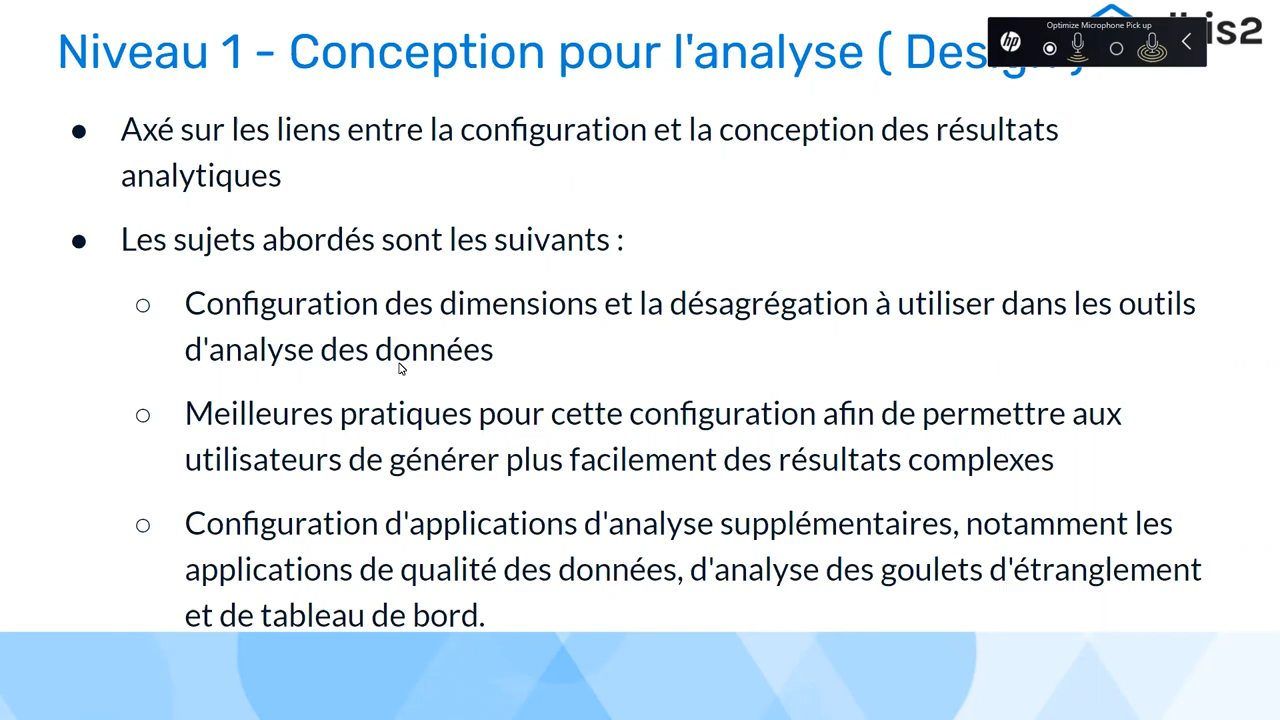 Niveau 1 - Conception pour l'analyse (
Optimize Microphone Pick up
hp
is2
● Axé sur les liens entre la configuration et la conception des résultats
analytiques
● Les sujets abordés sont les suivants :
○ Configuration des dimensions et la désagrégation à utiliser dans les outils
d'analyse des données
○ Meilleures pratiques pour cette configuration afin de permettre aux
utilisateurs de générer plus facilement des résultats complexes
○ Configuration d'applications d'analyse supplémentaires, notamment les
applications de qualité des données, d'analyse des goulets d'étranglement
et de tableau de bord.